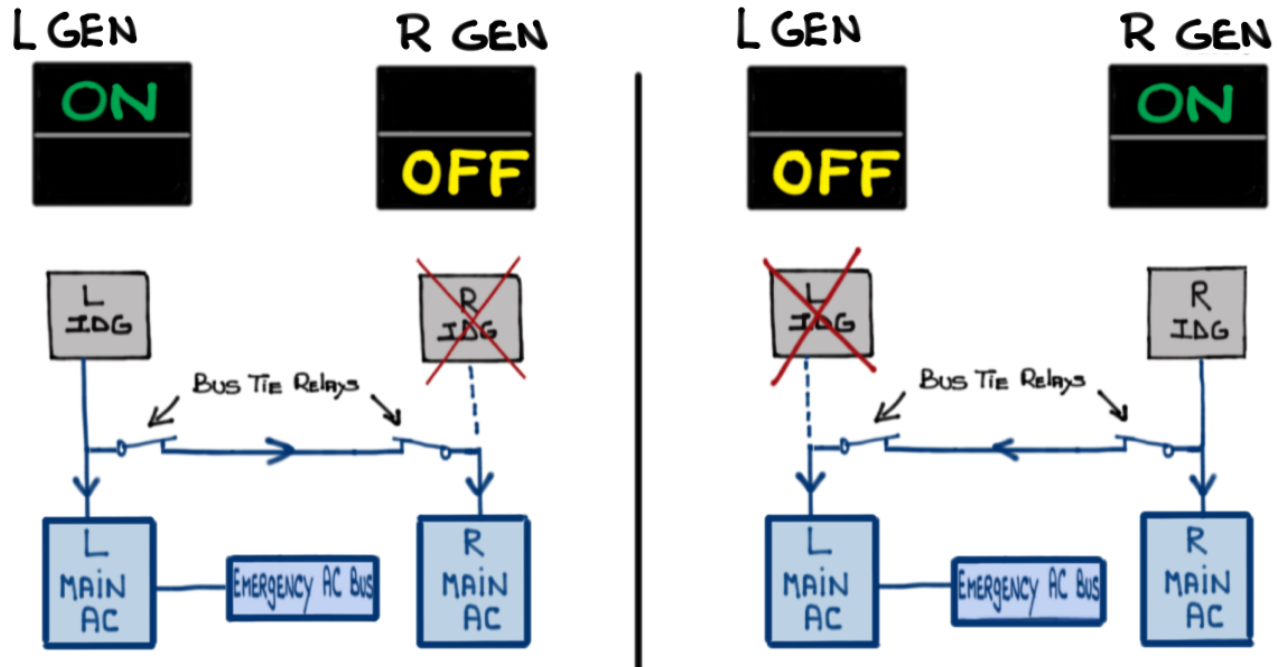 L GEN
R GEN
ON
OFF
L
IDG
R
IDG
Bus Tie Relays
L
MAIN
AC
EMERGENCY AC BUS
R
MAIN
AC
L GEN
R GEN
OFF
ON
L
IDG
R
IDG
Bus Tie Relays
L
MAIN
AC
EMERGENCY AC BUS
R
MAIN
AC